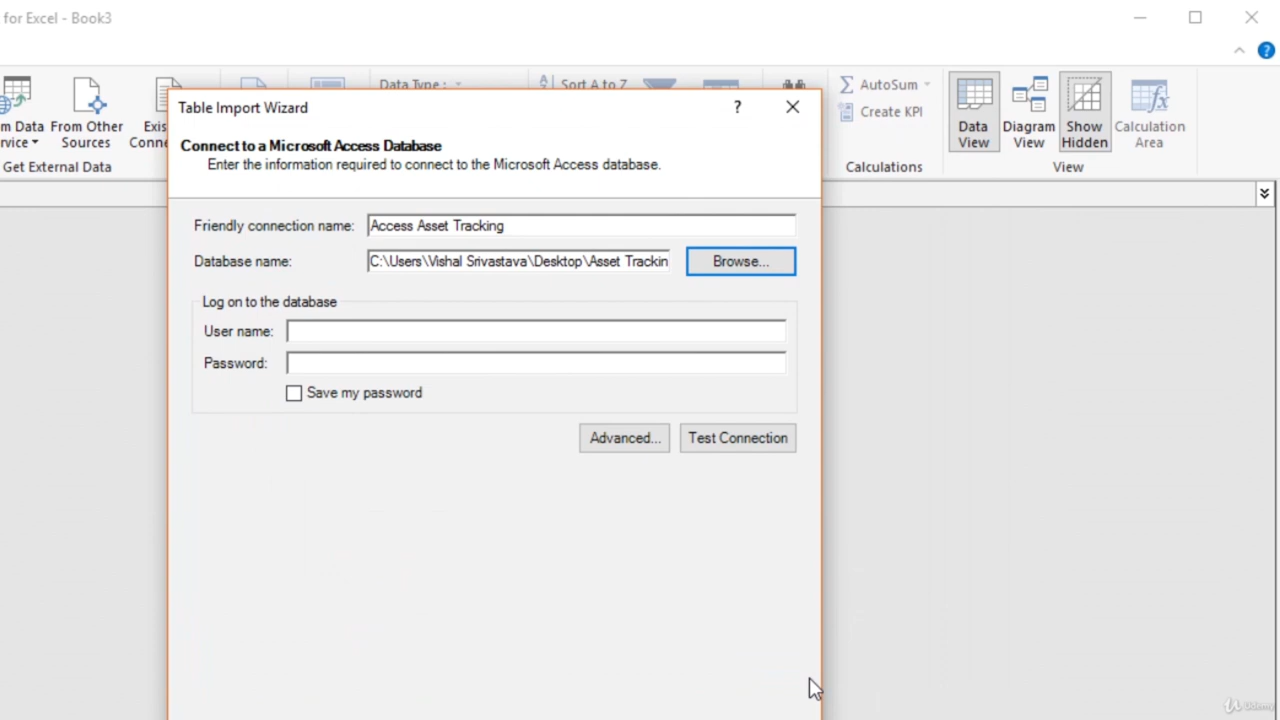 for Excel - Book3
Data Type :
Sort A to Z
AutoSum
Create KPI
m Data
rvice
From Other
Sources
Exis
Conne
Data
View
Diagram
View
Show
Hidden
Calculation
Area
Get External Data
Calculations
View
Table Import Wizard
?
Connect to a Microsoft Access Database
Enter the information required to connect to the Microsoft Access database.
Friendly connection name: Access Asset Tracking
Database name: C:\Users\Vishal Srivastava\Desktop\Asset Trackin Browse...
Log on to the database
User name:
Password:
Save my password
Advanced... Test Connection
Udemy